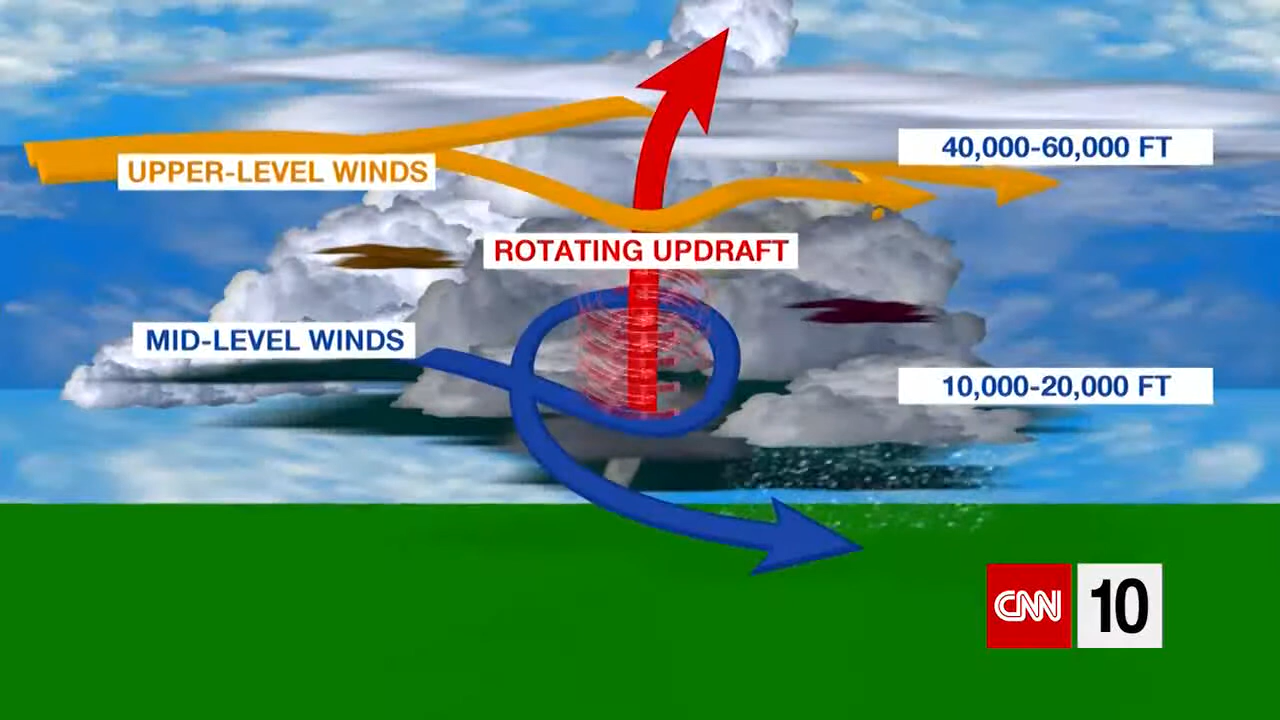 40,000-60,000 FT
UPPER-LEVEL WINDS
ROTATING UPDRAFT
MID-LEVEL WINDS
10,000-20,000 FT
CNN 10